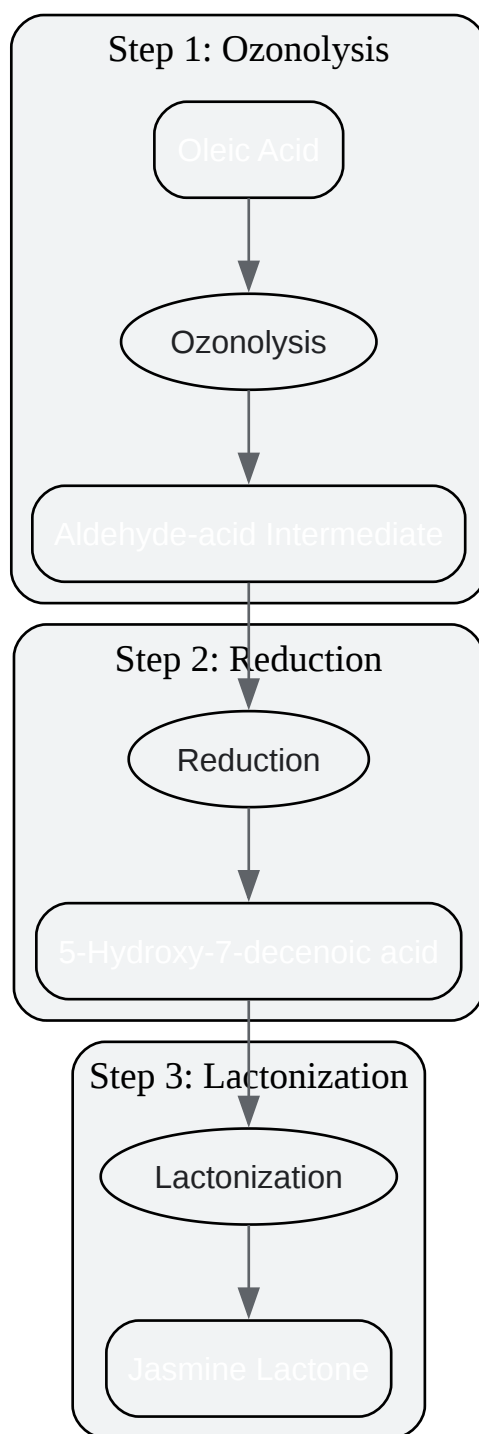 Step 1: Ozonolysis
Oleic Acid
Ozonolysis
Aldehyde-acid Intermediate
Step 2: Reduction
Reduction
5-Hydroxy-7-decenoic acid
Step 3: Lactonization
Lactonization
Jasmine Lactone